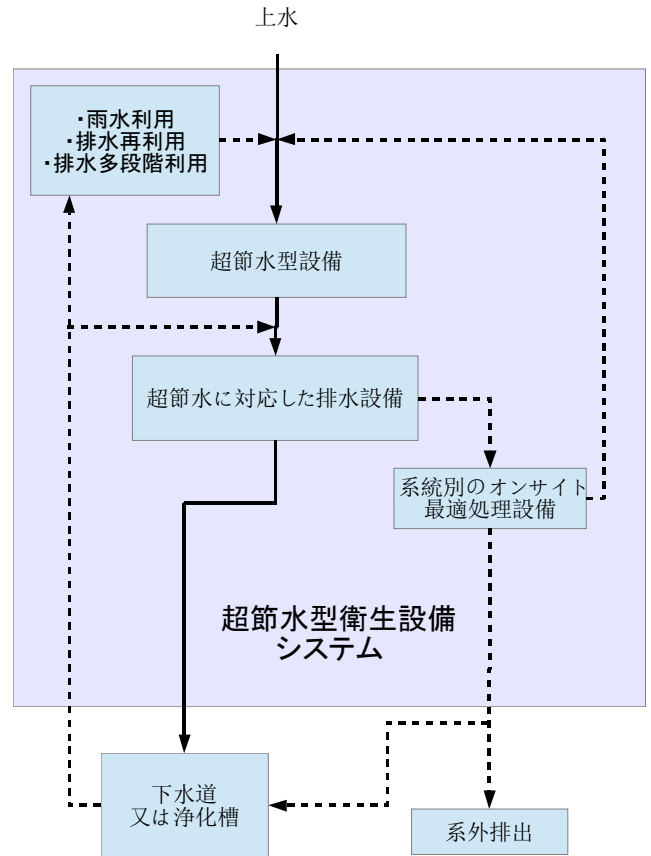 上水
・雨水利用
・排水再利用
・排水多段階利用
超節水型設備
超節水に対応した排水設備
系統別のオンサイト
最適処理設備
超節水型衛生設備
システム
下水道
又は浄化槽
系外排出